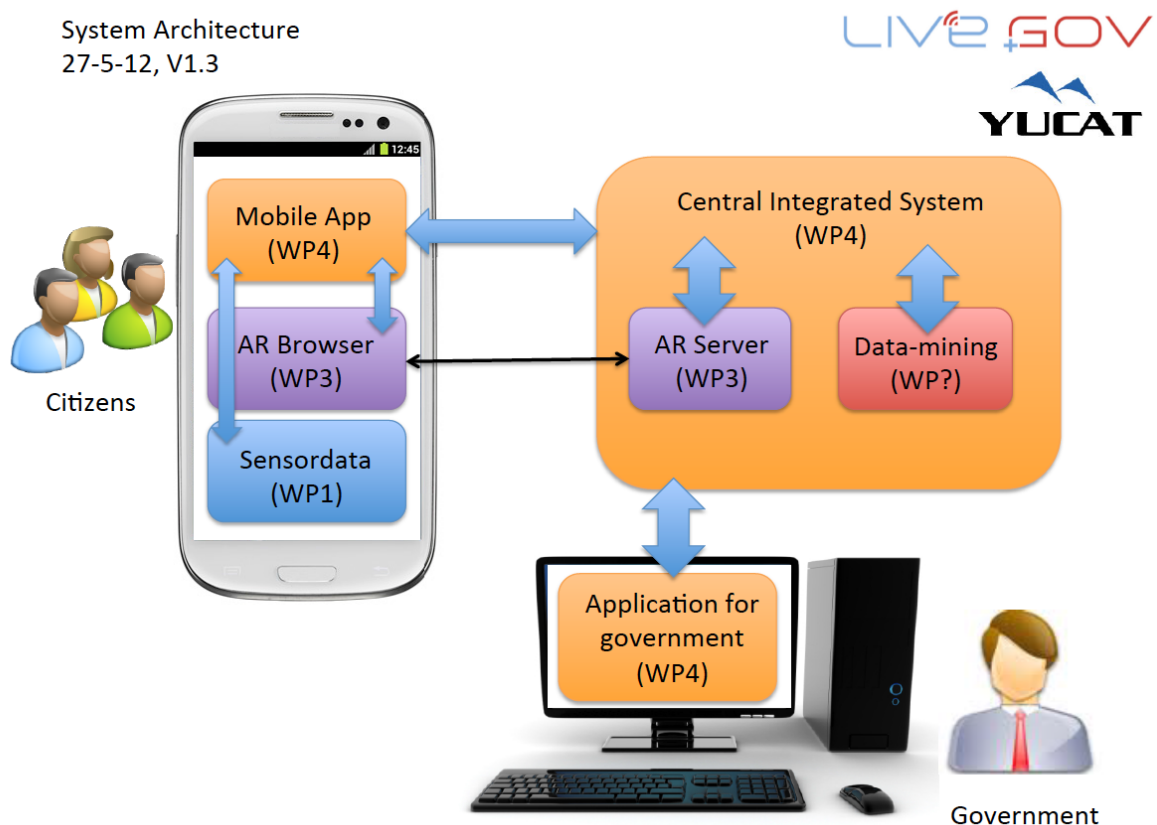 System Architecture
27-5-12, V1.3
LIVE GOV
YUCAT
12:45
Mobile App
(WP4)
Central Integrated System
(WP4)
AR Browser
(WP3)
AR Server
(WP3)
Data-mining
(WP?)
Citizens
Sensordata
(WP1)
Application for
government
(WP4)
Government